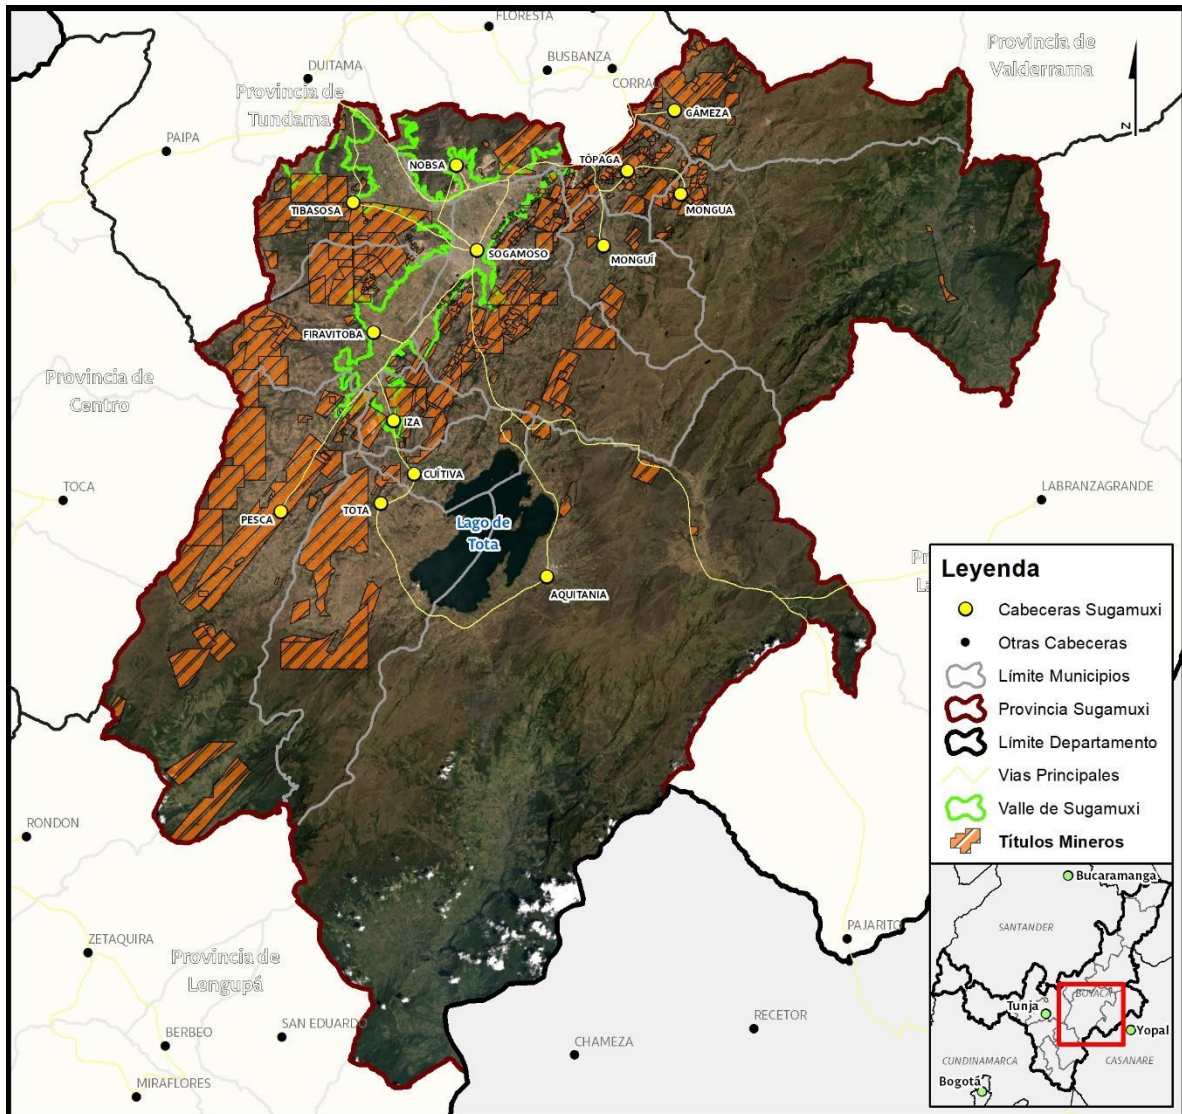 FLORESTA
Provincia de
Valderrama
BUSBANZA
DUITAMA
CORRA
Provincia de
Tundama
GÁMEZA
PAIPA
NOBSA
TÓPAGA
TIBASOSA
MONGUA
SOGAMOSO
MONGUÍ
FIRAVITOBA
Provincia de
Centro
IZA
CUÍTIVA
TOCA
LABRANZAGRANDE
PESCA
TOTA
Lago de
Tota
AQUITANIA
RONDON
ZETAQUIRA
Provincia de
Lengupá
PAJARITO
BERBEO
SAN EDUARDO
RECETOR
CHAMEZA
MIRAFLORES
N
Leyenda
Cabeceras Sugamuxi
Otras Cabeceras
Límite Municipios
Provincia Sugamuxi
Límite Departamento
Vias Principales
Valle de Sugamuxi
Títulos Mineros
Bucaramanga
SANTANDER
BOYACÁ
Tunja
Yopal
CUNDINAMARCA
CASANARE
Bogotá